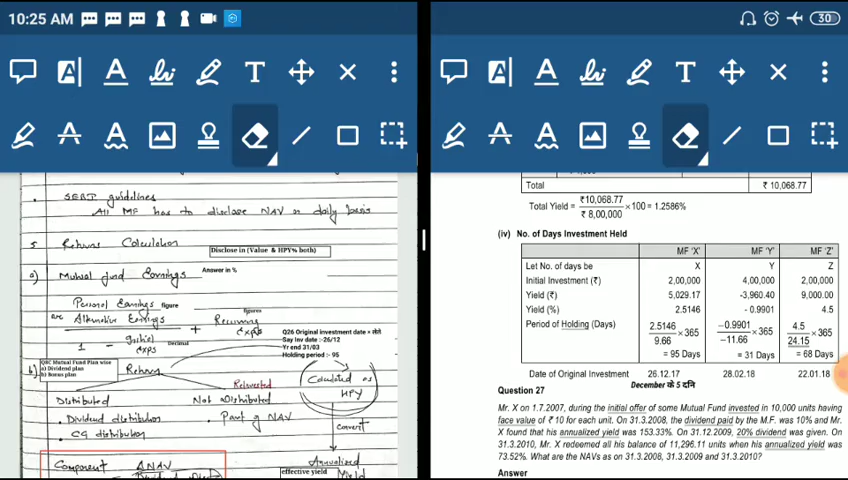 10:25 AM
30
SEBI guidelines
All MF has to disclose NAV on daily basis
5. Returns Calculation
Disclose in (Value & HPY% both)
a) Mutual fund Earnings
Answer in %
Personal Earnings
figure
are Alternative Earnings
1 - Initial exps
Decimal
+ Recurring exps
figures
Q26 Original investment date × सोते
Say Inv date :-26/12
Yr end 31/03
Holding period :- 95
b)
QBC Mutual Fund Plan wise
a) Dividend plan
b) Bonus plan
Returns
Calculated as HPY
Distributed
Not Distributed
Reinvested
• Dividend distribution
• Part of NAV
• CG distribution
Convert
Component
ΔNAV
Annualized
effective yield
Yield
Total
₹ 10,068.77
Total Yield = ₹10,068.77 / ₹ 8,00,000 ×100 = 1.2586%
(iv) No. of Days Investment Held
MF 'X' MF 'Y' MF 'Z'
Let No. of days be X Y Z
Initial Investment (₹) 2,00,000 4,00,000 2,00,000
Yield (₹) 5,029.17 -3,960.40 9,000.00
Yield (%) 2.5146 - 0.9901 4.5
Period of Holding (Days) 2.5146 / 9.66 ×365 −0.9901 / −11.66 ×365 4.5 / 24.15 ×365
= 95 Days = 31 Days = 68 Days
Date of Original Investment 26.12.17 28.02.18 22.01.18
December के 5 दिन
Question 27
Mr. X on 1.7.2007, during the initial offer of some Mutual Fund invested in 10,000 units having
face value of ₹ 10 for each unit. On 31.3.2008, the dividend paid by the M.F. was 10% and Mr.
X found that his annualized yield was 153.33%. On 31.12.2009, 20% dividend was given. On
31.3.2010, Mr. X redeemed all his balance of 11,296.11 units when his annualized yield was
73.52%. What are the NAVs as on 31.3.2008, 31.3.2009 and 31.3.2010?
Answer